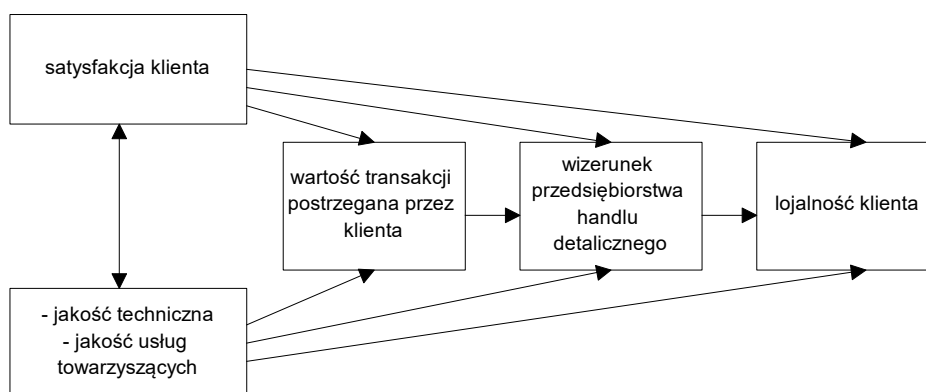 satysfakcja klienta
wartość transakcji
postrzegana przez
klienta
wizerunek
przedsiębiorstwa
handlu
detalicznego
lojalność klienta
- jakość techniczna
- jakość usług
towarzyszących